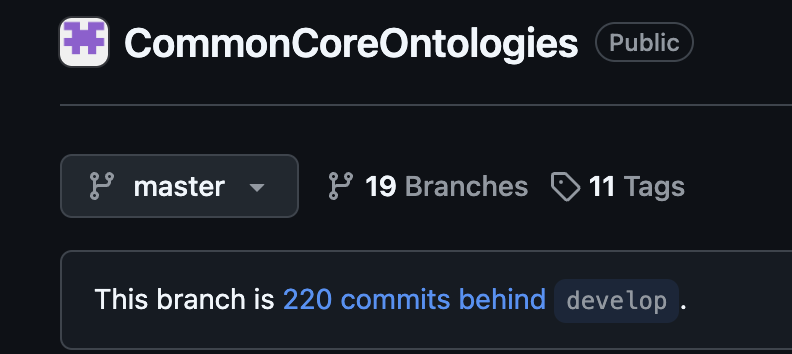 CommonCoreOntologies Public
master 19 Branches 11 Tags
This branch is 220 commits behind develop.